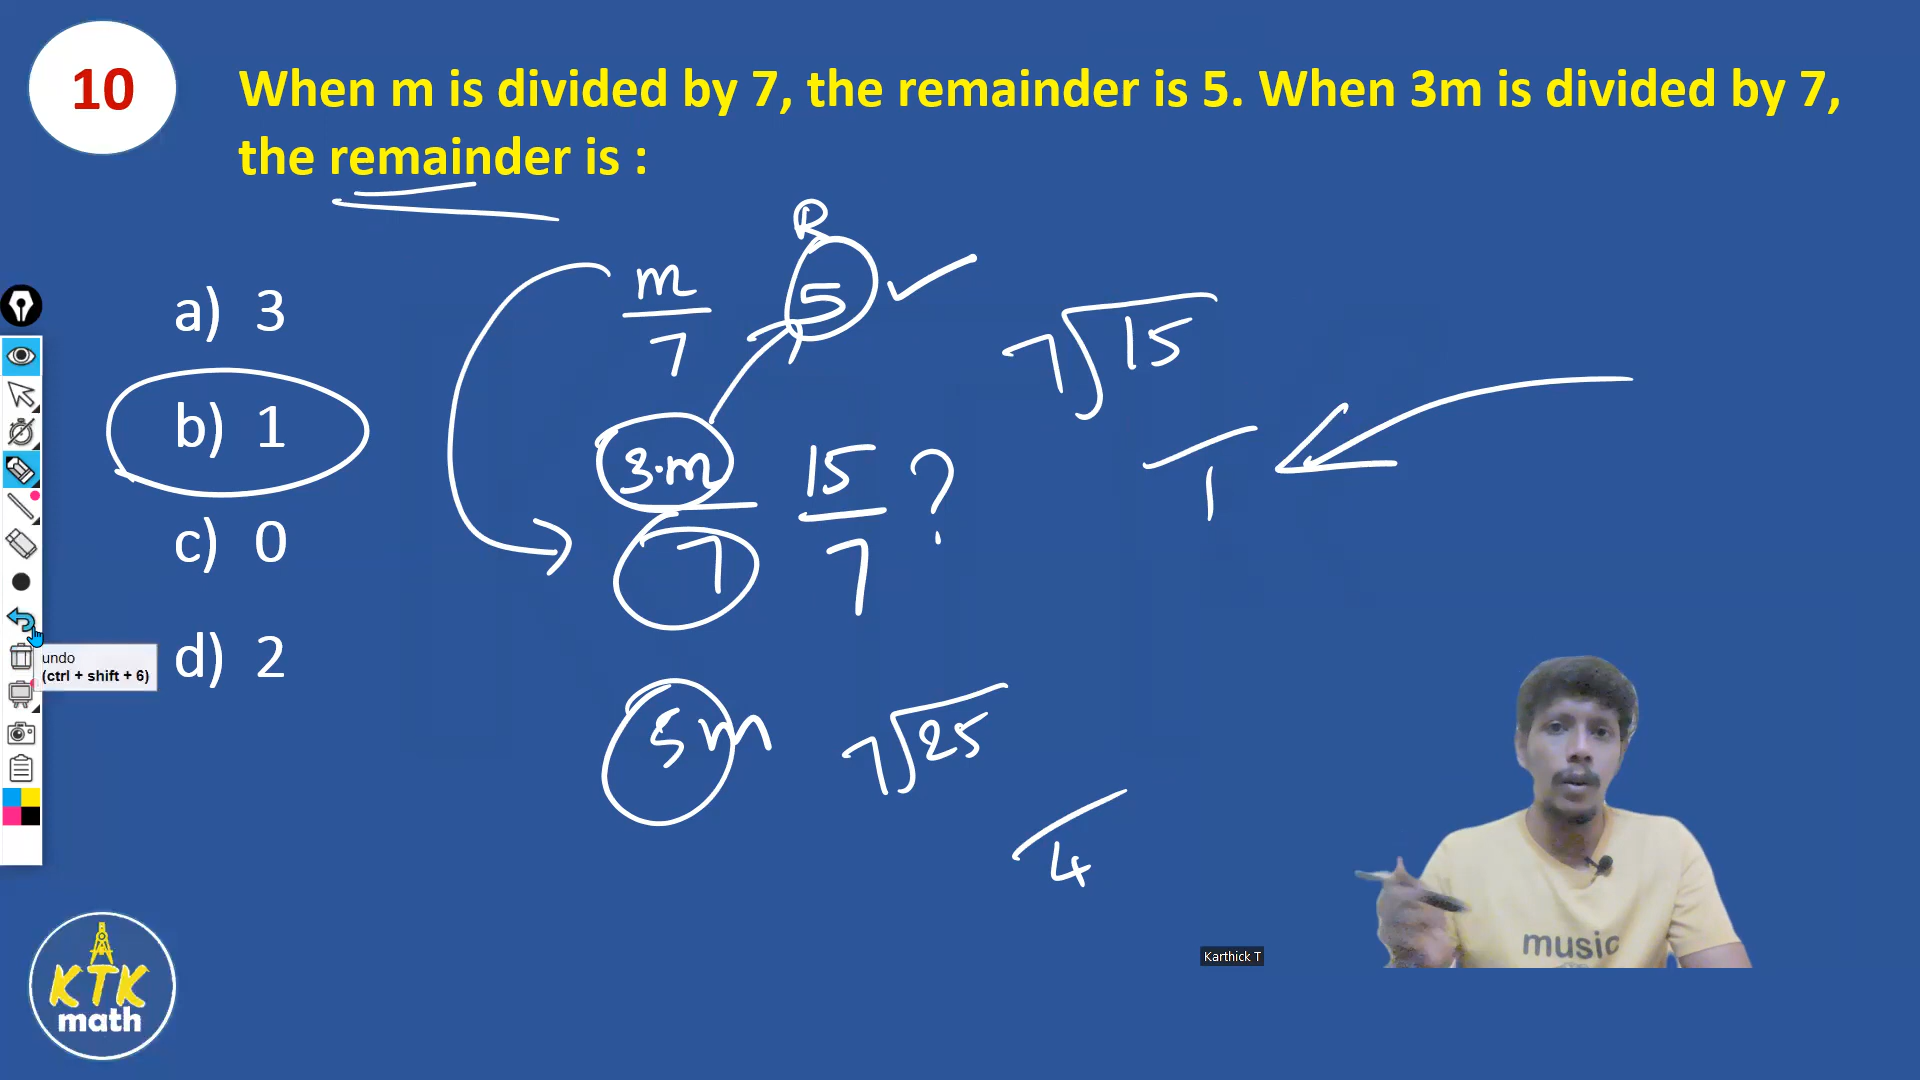 10
When m is divided by 7, the remainder is 5. When 3m is divided by 7,
the remainder is :
R
m 5
7
7 15
a) 3
b) 1
3.m 15 ?
7 7
1
c) 0
d) 2
undo
(ctrl + shift + 6)
5m 7 25
4
music
Karthick T
KTK
math